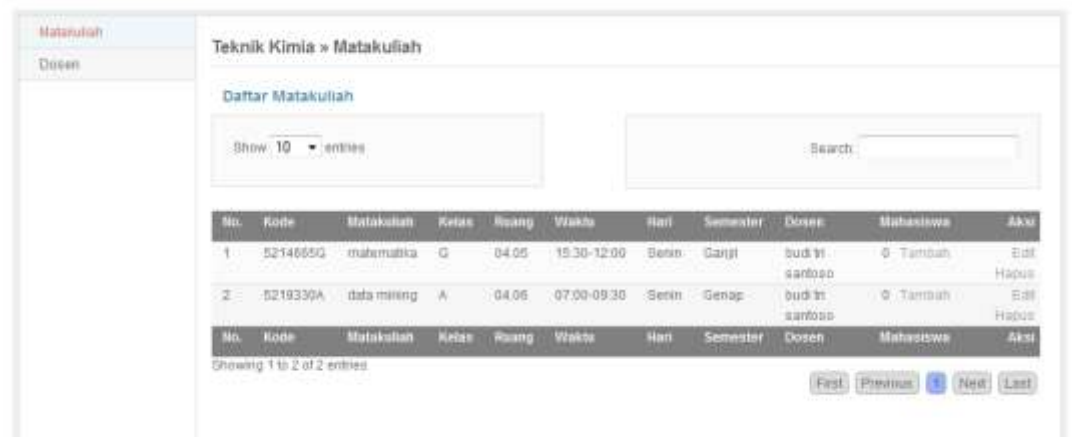 Matakuliah
Dosen
Teknik Kimia » Matakuliah
Daftar Matakuliah
Show 10 entries
Search
No. Kode Matakuliah Kelas Ruang Waktu Hari Semester Dosen Mahasiswa Aksi
1 5214665G matematika G 04.05 15:30-12:00 Senin Ganjil budi tri santoso 0 Tambah Edit Hapus
2 5219330A data mining A 04.06 07:00-09:30 Senin Genap budi tri santoso 0 Tambah Edit Hapus
No. Kode Matakuliah Kelas Ruang Waktu Hari Semester Dosen Mahasiswa Aksi
Showing 1 to 2 of 2 entries
First Previous 1 Next Last